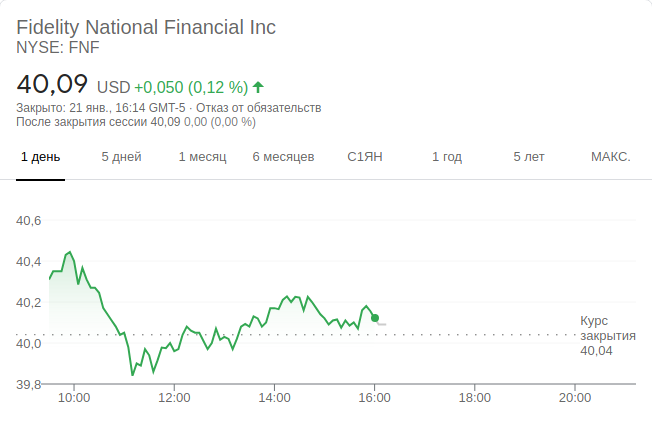 Fidelity National Financial Inc
NYSE: FNF
40,09 USD +0,050 (0,12 %)
Закрыто: 21 янв., 16:14 GMT-5 · Отказ от обязательств
После закрытия сессии 40,09 0,00 (0,00 %)
1 день 5 дней 1 месяц 6 месяцев С1ЯН 1 год 5 лет МАКС.
40,6
40,4
40,2
Курс
закрытия
40,04
40,0
39,8
10:00 12:00 14:00 16:00 18:00 20:00